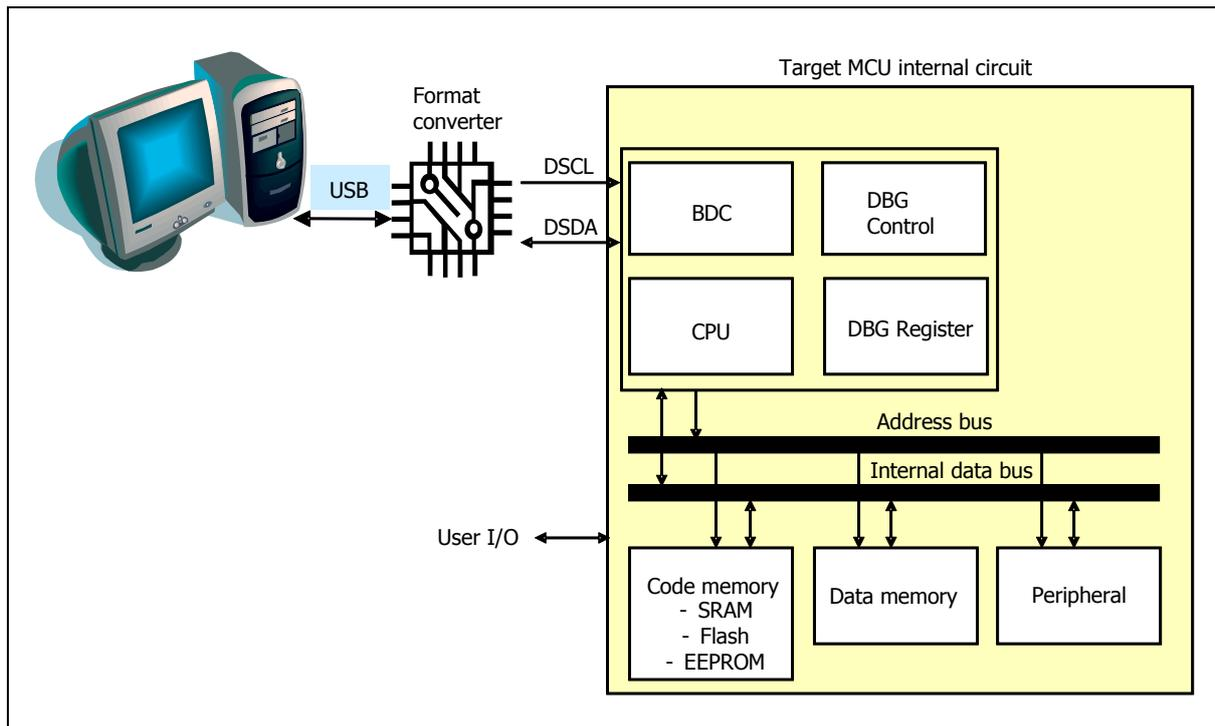 Target MCU internal circuit
Format
converter
USB
DSCL
DSDA
BDC
DBG
Control
CPU
DBG Register
Address bus
Internal data bus
User I/O
Code memory
- SRAM
- Flash
- EEPROM
Data memory
Peripheral